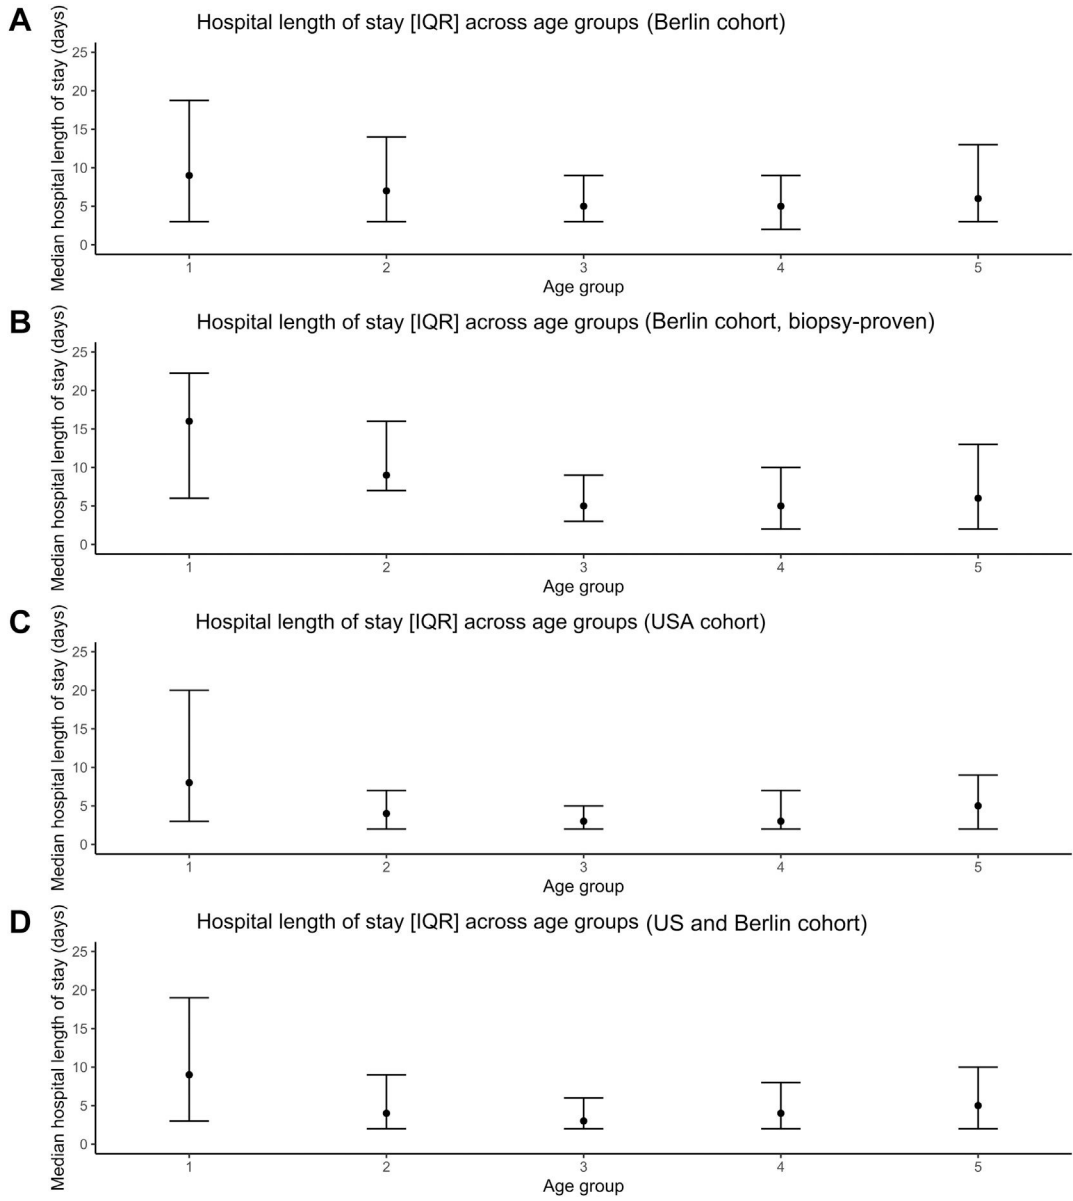 A
Hospital length of stay [IQR] across age groups (Berlin cohort)
Median hospital length of stay (days)
25
20
15
10
5
0
1 2 3 4 5
Age group
B
Hospital length of stay [IQR] across age groups (Berlin cohort, biopsy-proven)
Median hospital length of stay (days)
25
20
15
10
5
0
1 2 3 4 5
Age group
C
Hospital length of stay [IQR] across age groups (USA cohort)
Median hospital length of stay (days)
25
20
15
10
5
0
1 2 3 4 5
Age group
D
Hospital length of stay [IQR] across age groups (US and Berlin cohort)
Median hospital length of stay (days)
25
20
15
10
5
0
1 2 3 4 5
Age group